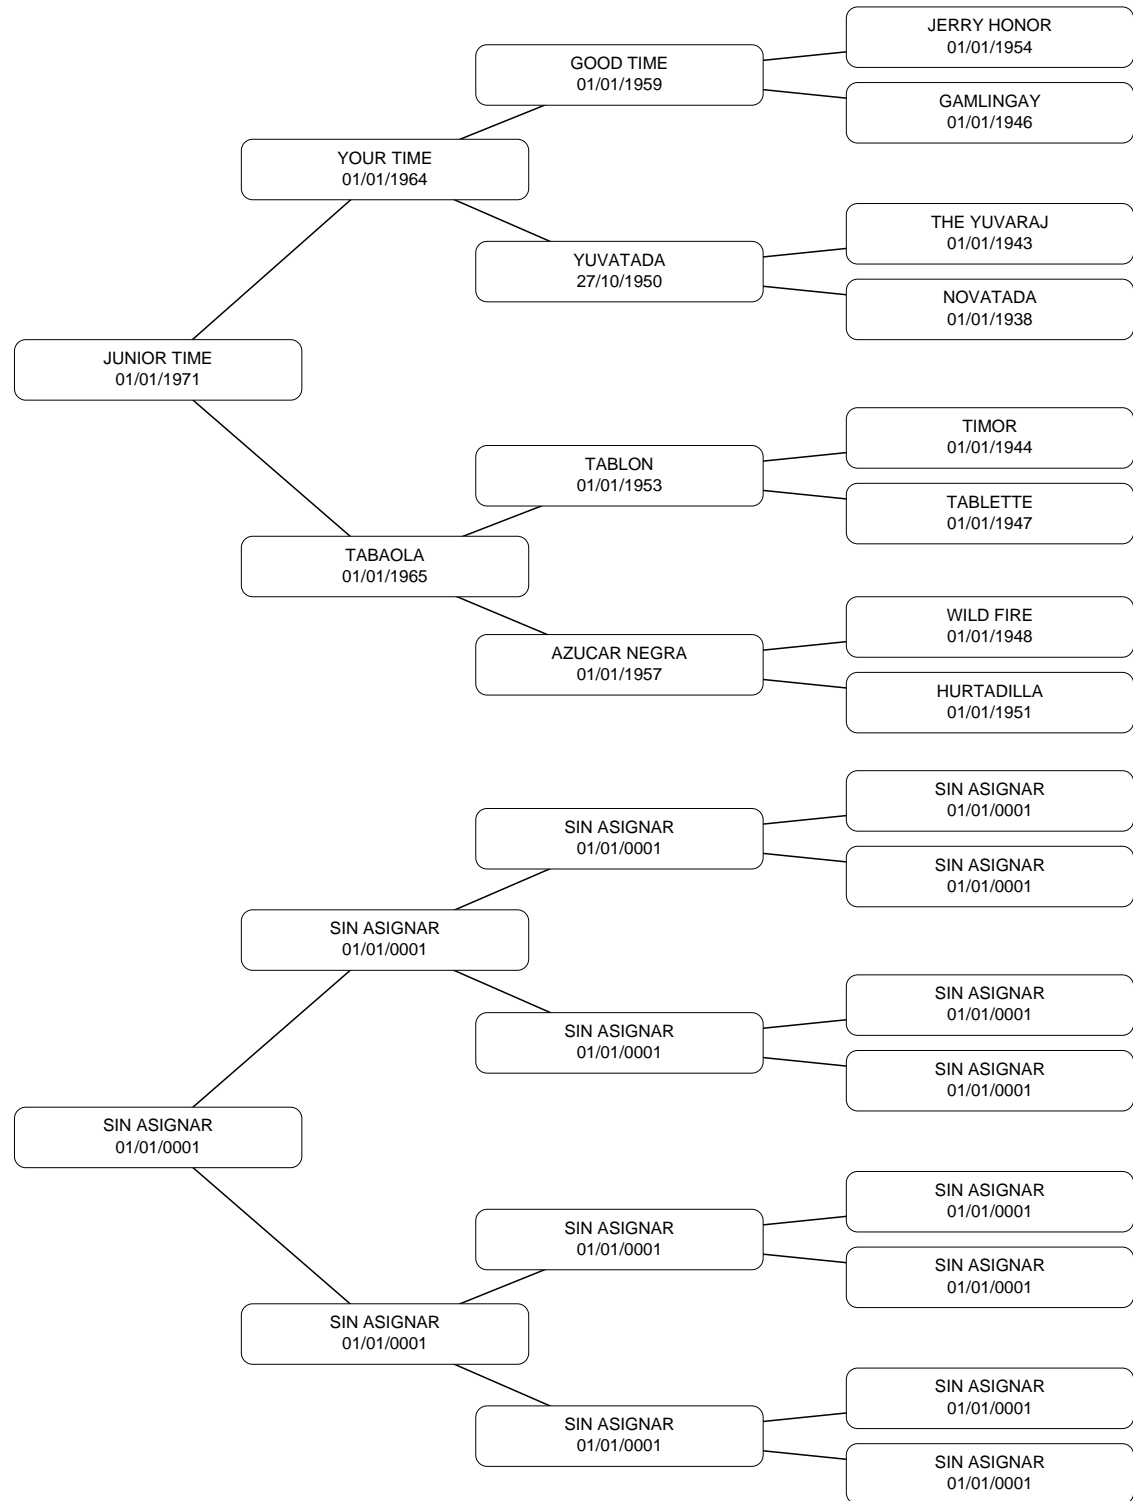 JERRY HONOR
01/01/1954
GOOD TIME
01/01/1959
GAMLINGAY
01/01/1946
YOUR TIME
01/01/1964
THE YUVARAJ
01/01/1943
YUVATADA
27/10/1950
NOVATADA
01/01/1938
JUNIOR TIME
01/01/1971
TIMOR
01/01/1944
TABLON
01/01/1953
TABLETTE
01/01/1947
TABAOLA
01/01/1965
WILD FIRE
01/01/1948
AZUCAR NEGRA
01/01/1957
HURTADILLA
01/01/1951
SIN ASIGNAR
01/01/0001
SIN ASIGNAR
01/01/0001
SIN ASIGNAR
01/01/0001
SIN ASIGNAR
01/01/0001
SIN ASIGNAR
01/01/0001
SIN ASIGNAR
01/01/0001
SIN ASIGNAR
01/01/0001
SIN ASIGNAR
01/01/0001
SIN ASIGNAR
01/01/0001
SIN ASIGNAR
01/01/0001
SIN ASIGNAR
01/01/0001
SIN ASIGNAR
01/01/0001
SIN ASIGNAR
01/01/0001
SIN ASIGNAR
01/01/0001
SIN ASIGNAR
01/01/0001